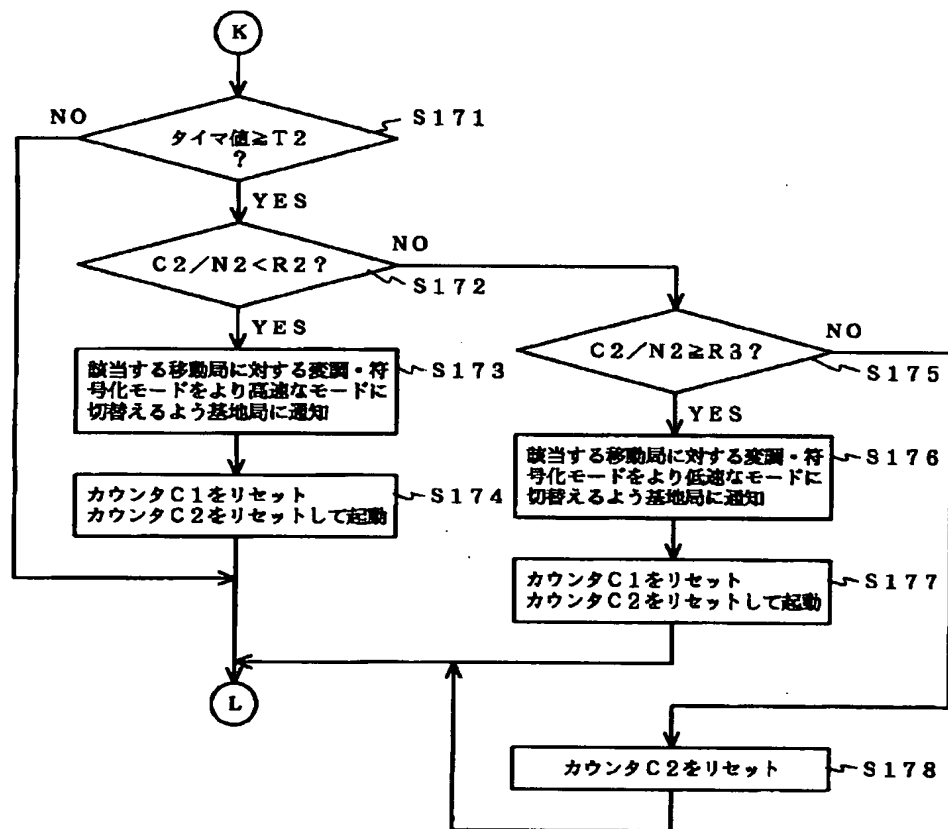 K
NO
タイマ値≧T2
?
S171
YES
C2/N2<R2?
NO
S172
YES
該当する移動局に対する変調・符
号化モードをより高速なモードに
切替えるよう基地局に通知
S173
カウンタC1をリセット
カウンタC2をリセットして起動
S174
C2/N2≧R3?
NO
S175
YES
該当する移動局に対する変調・符
号化モードをより低速なモードに
切替えるよう基地局に通知
S176
カウンタC1をリセット
カウンタC2をリセットして起動
S177
L
カウンタC2をリセット
S178